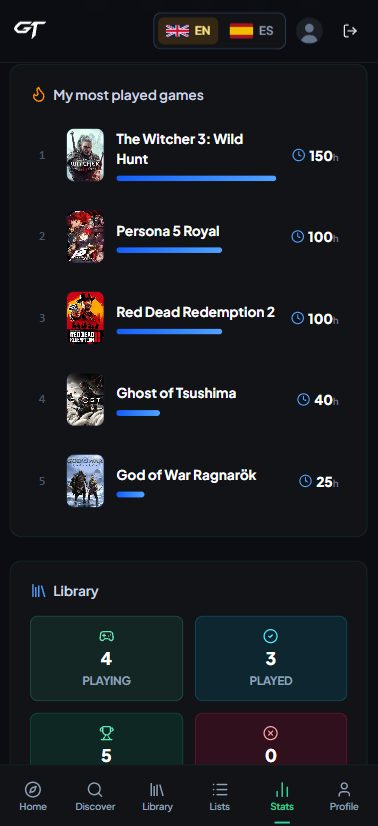 GT
EN
ES
My most played games
1
The Witcher 3: Wild
Hunt
150h
2
Persona 5 Royal
100h
3
Red Dead Redemption 2
100h
4
Ghost of Tsushima
40h
5
God of War Ragnarök
25h
Library
4
PLAYING
3
PLAYED
5
0
Home
Discover
Library
Lists
Stats
Profile